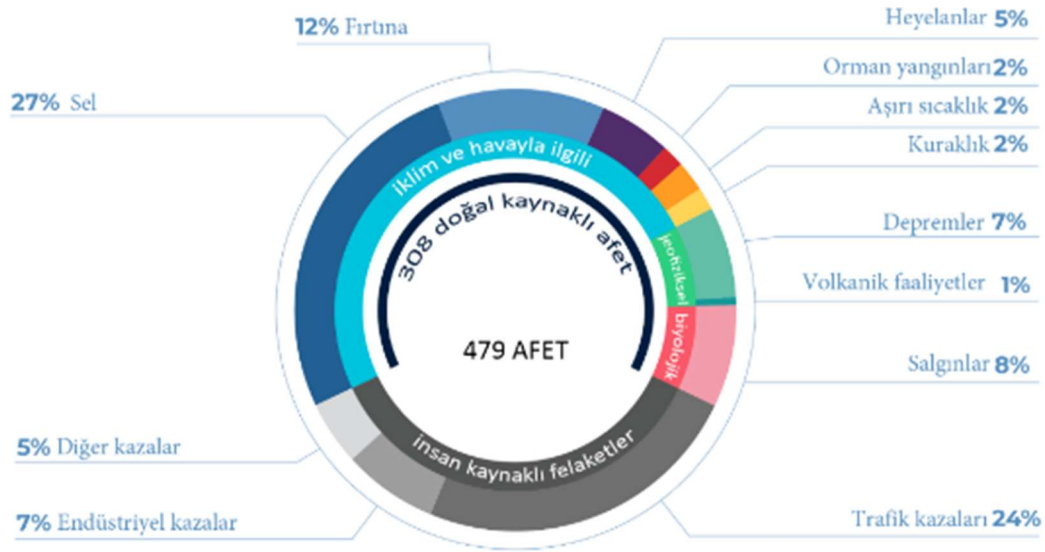 12% Fırtına
27% Sel
Heyelanlar 5%
Orman yangınları 2%
Aşırı sıcaklık 2%
Kuraklık 2%
Depremler 7%
Volkanik faaliyetler 1%
Salgınlar 8%
Trafik kazaları 24%
7% Endüstriyel kazalar
5% Diğer kazalar
iklim ve havayla ilgili
jeofiziksel
biyolojik
insan kaynaklı felaketler
308 doğal kaynaklı afet
479 AFET